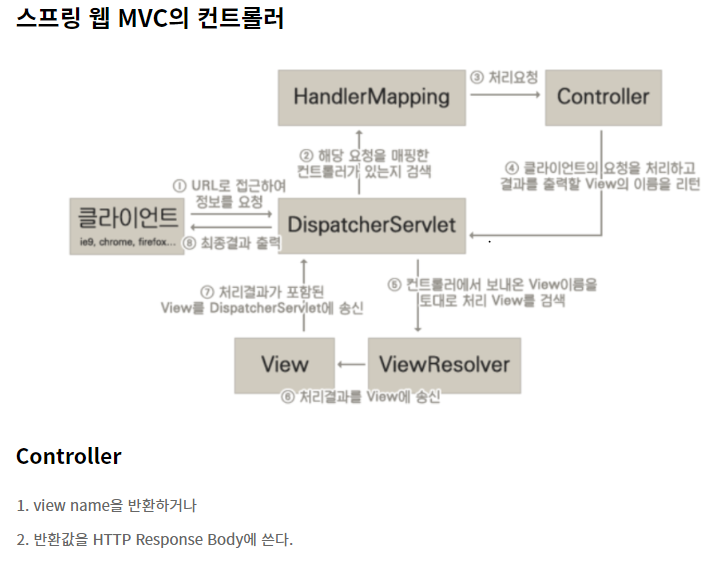 스프링 웹 MVC의 컨트롤러
HandlerMapping
③ 처리요청
Controller
② 해당 요청을 매핑한
컨트롤러가 있는지 검색
④ 클라이언트의 요청을 처리하고
결과를 출력할 View의 이름을 리턴
① URL로 접근하여
정보를 요청
클라이언트
ie9, chrome, firefox...
⑧ 최종결과 출력
DispatcherServlet
⑤ 컨트롤러에서 보내온 View이름을
토대로 처리 View를 검색
⑦ 처리결과가 포함된
View를 DispatcherServlet에 송신
View
ViewResolver
⑥ 처리결과를 View에 송신
Controller
1. view name을 반환하거나
2. 반환값을 HTTP Response Body에 쓴다.